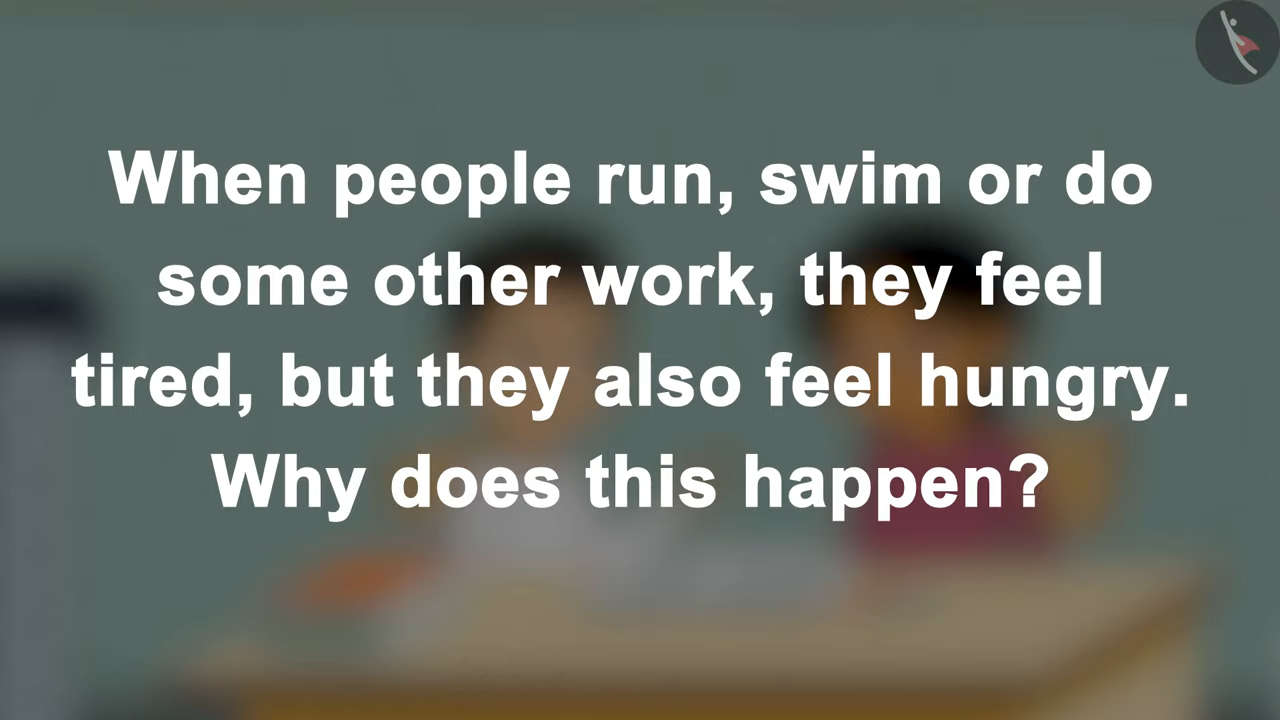 When people run, swim or do
some other work, they feel
tired, but they also feel hungry.
Why does this happen?